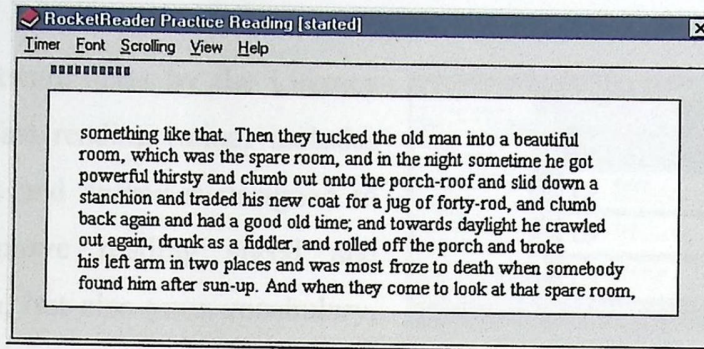 RocketReader Practice Reading [started]
Timer Font Scrolling View Help
something like that. Then they tucked the old man into a beautiful
room, which was the spare room, and in the night sometime he got
powerful thirsty and clumb out onto the porch-roof and slid down a
stanchion and traded his new coat for a jug of forty-rod, and clumb
back again and had a good old time; and towards daylight he crawled
out again, drunk as a fiddler, and rolled off the porch and broke
his left arm in two places and was most froze to death when somebody
found him after sun-up. And when they come to look at that spare room,